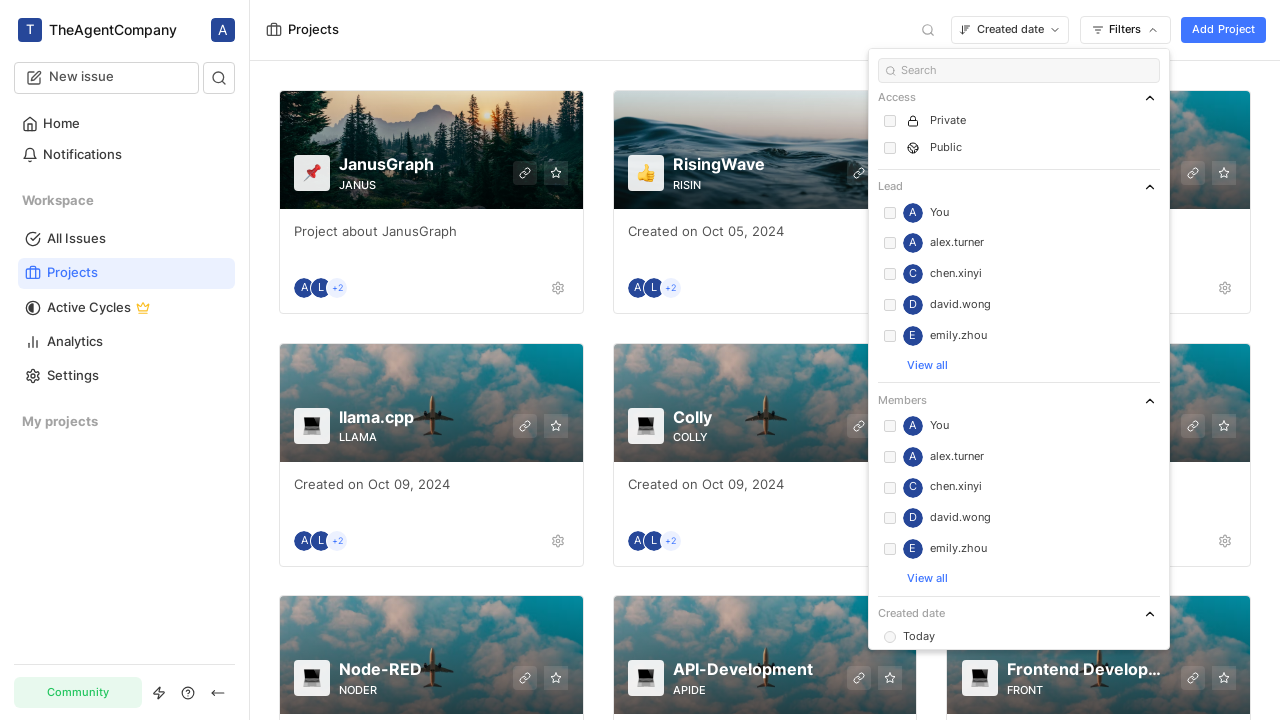 T
TheAgentCompany
A
New issue
Home
Notifications
Workspace
All Issues
Projects
Active Cycles
Analytics
Settings
My projects
Community
Projects
Created date
Filters
Add Project
JanusGraph
JANUS
Project about JanusGraph
A
L
+2
RisingWave
RISIN
Created on Oct 05, 2024
A
L
+2
llama.cpp
LLAMA
Created on Oct 09, 2024
A
L
+2
Colly
COLLY
Created on Oct 09, 2024
A
L
+2
Node-RED
NODER
API-Development
APIDE
Frontend Develop...
FRONT
Search
Access
Private
Public
Lead
A You
A alex.turner
C chen.xinyi
D david.wong
E emily.zhou
View all
Members
A You
A alex.turner
C chen.xinyi
D david.wong
E emily.zhou
View all
Created date
Today